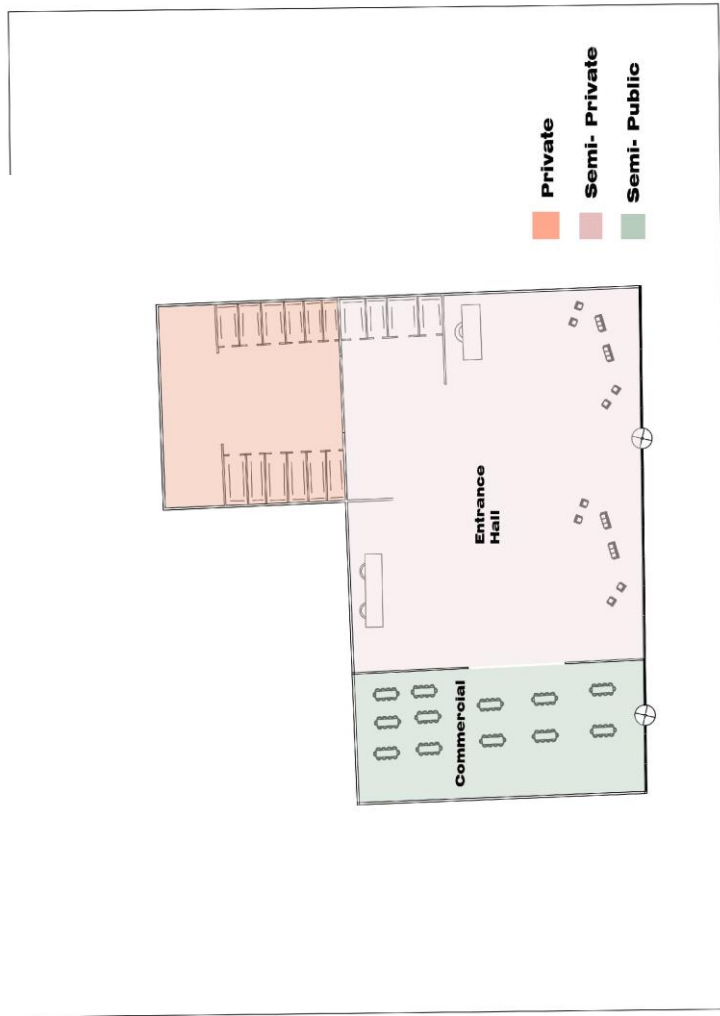 Private
Semi- Private
Semi- Public
Entrance
Hall
Commercial